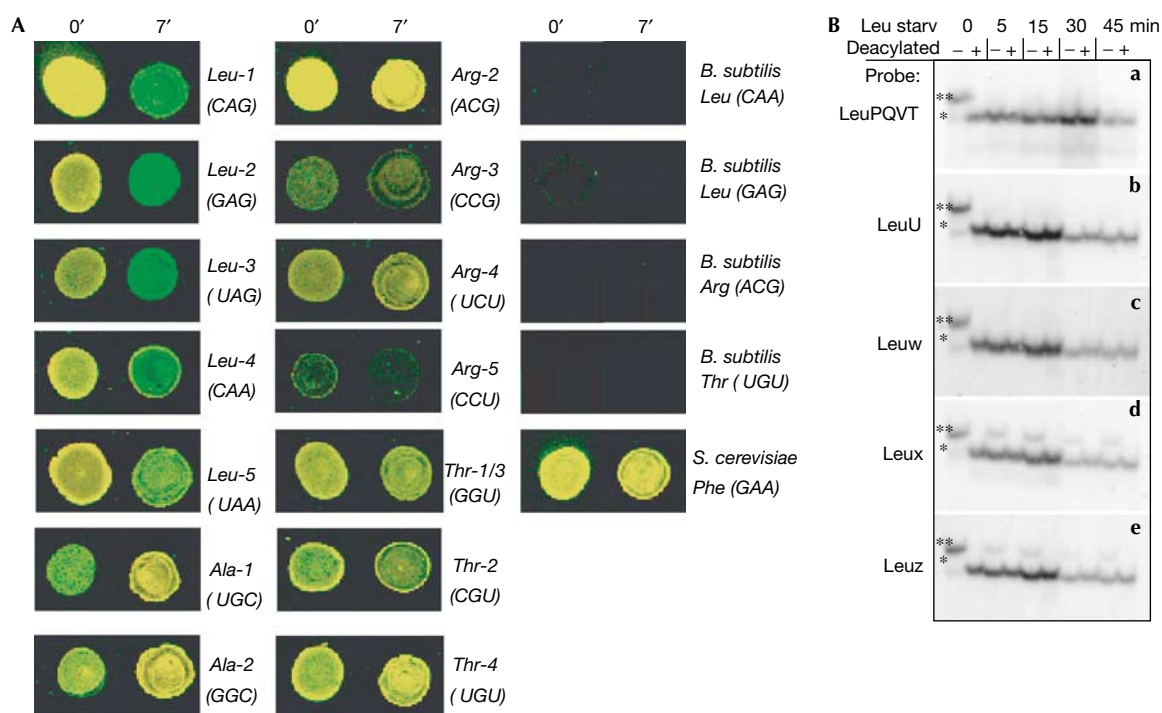 A
0′ 7′ 0′ 7′ 0′ 7′
Leu-1
(CAG)
Leu-2
(GAG)
Leu-3
( UAG)
Leu-4
(CAA)
Leu-5
( UAA)
Ala-1
( UGC)
Ala-2
(GGC)
Arg-2
(ACG)
Arg-3
(CCG)
Arg-4
( UCU)
Arg-5
(CCU)
Thr-1/3
(GGU)
Thr-2
(CGU)
Thr-4
( UGU)
B. subtilis
Leu (CAA)
B. subtilis
Leu (GAG)
B. subtilis
Arg (ACG)
B. subtilis
Thr ( UGU)
S. cerevisiae
Phe (GAA)
B
Leu starv 0 5 15 30 45 min
Deacylated − + − + − + − + − +
Probe:
a
**
LeuPQVT *
b
**
LeuU *
c
**
Leuw *
d
**
Leux *
e
**
Leuz *